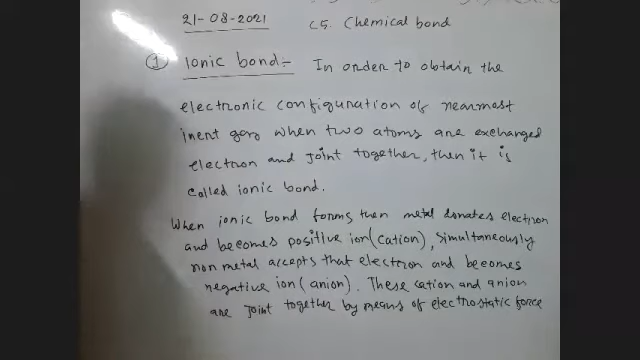 21-08-2021 C5. Chemical bond
① Ionic bond:- In order to obtain the
electronic configuration of nearmost
inert gas when two atoms are exchanged
electron and joint together, then it is
called ionic bond.
When ionic bond forms then metal donates electron
and becomes positive ion (cation), simultaneously
non metal accepts that electron and becomes
negative ion (anion). These cation and anion
are joint together by means of electrostatic force